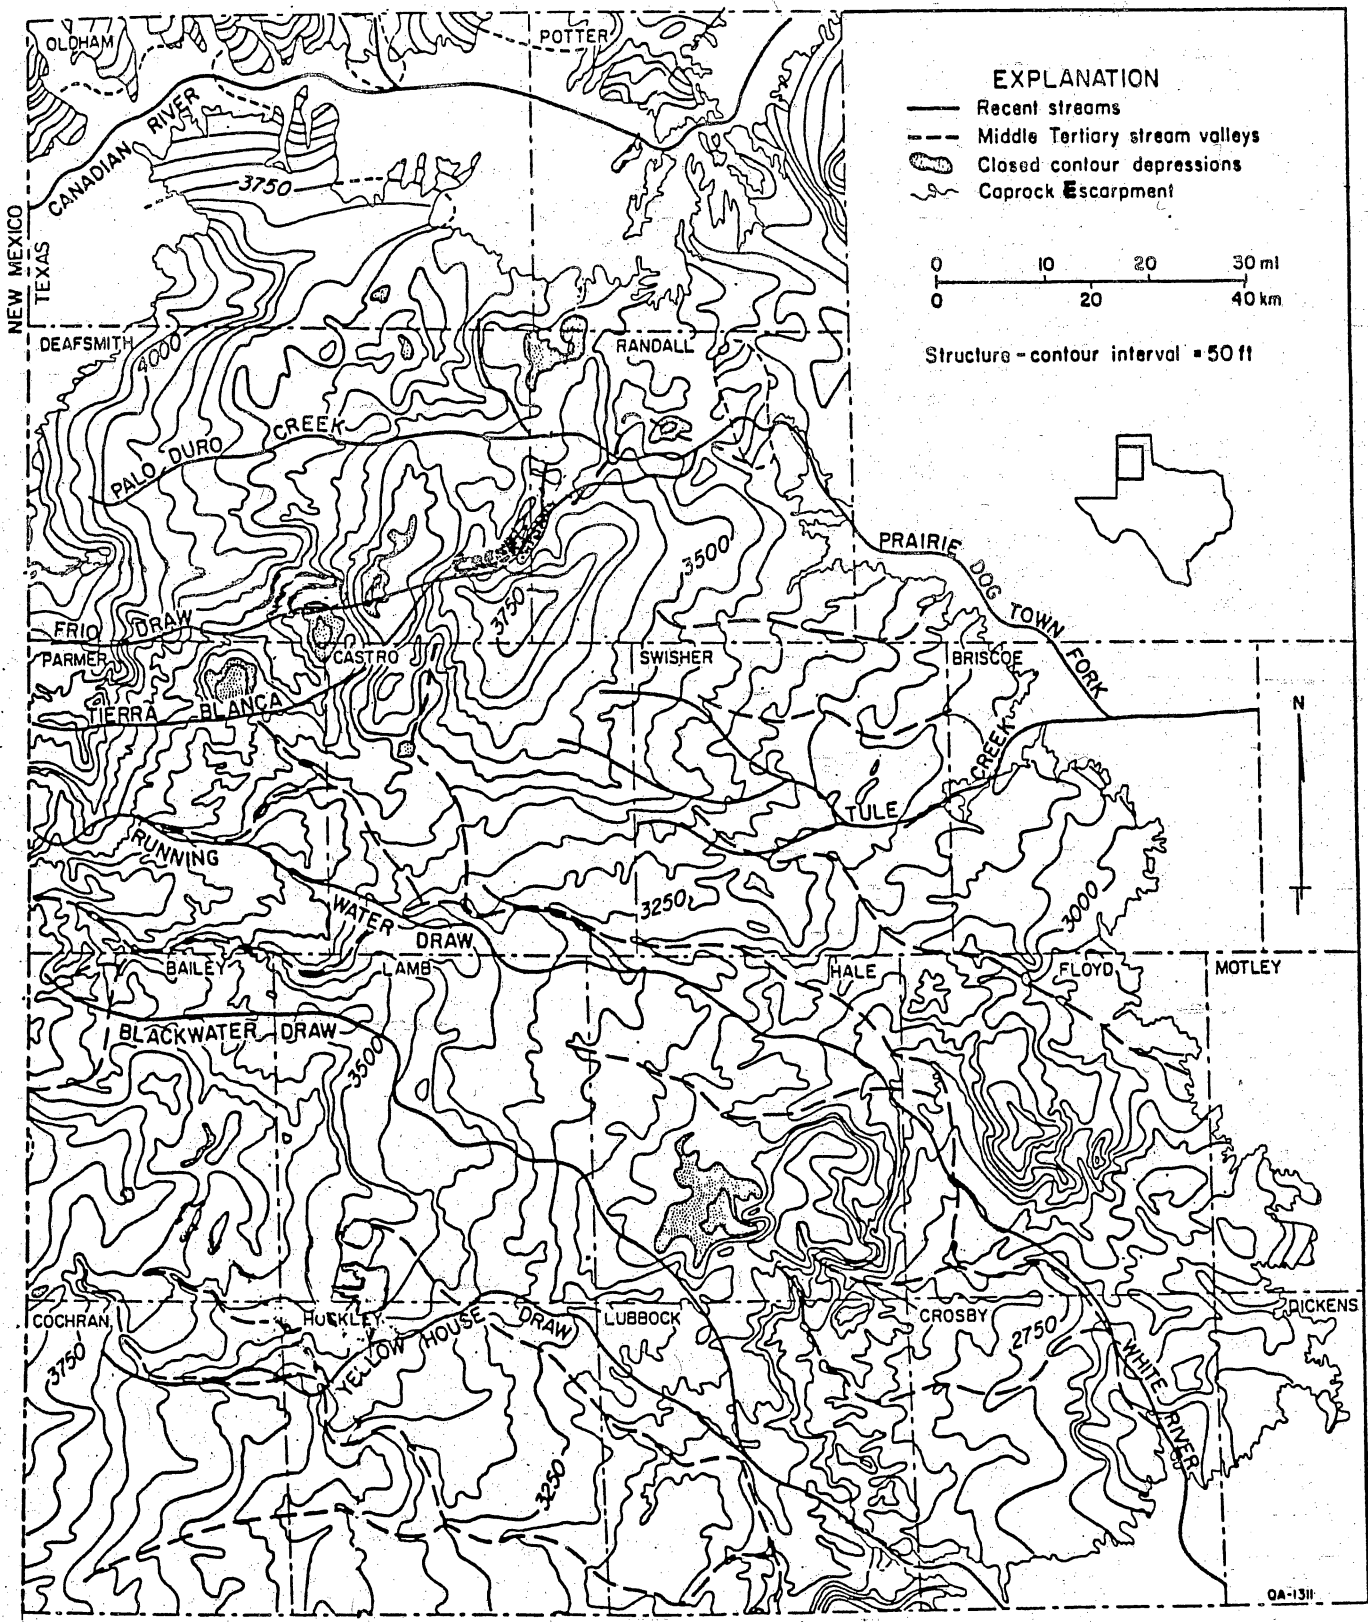 OLDHAM
POTTER
EXPLANATION
Recent streams
Middle Tertiary stream valleys
Closed contour depressions
Caprock Escarpment
CANADIAN RIVER
3750
NEW MEXICO
TEXAS
0 10 20 30 mi
0 20 40 km
DEAFSMITH
4000
RANDALL
Structure-contour interval = 50 ft
PALO DURO CREEK
3500
PRAIRIE DOG TOWN FORK
3750
FRIO DRAW
PARMER
CASTRO
SWISHER
BRISCOE
TIERRA BLANCA
N
TULE CREEK
RUNNING WATER DRAW
3250
3000
BAILEY
LAMB
HALE
FLOYD
MOTLEY
BLACKWATER DRAW
3500
COCHRAN
HOCKLEY
YELLOW HOUSE DRAW
LUBBOCK
CROSBY
DICKENS
3750
2750
WHITE RIVER
3250
QA-1311